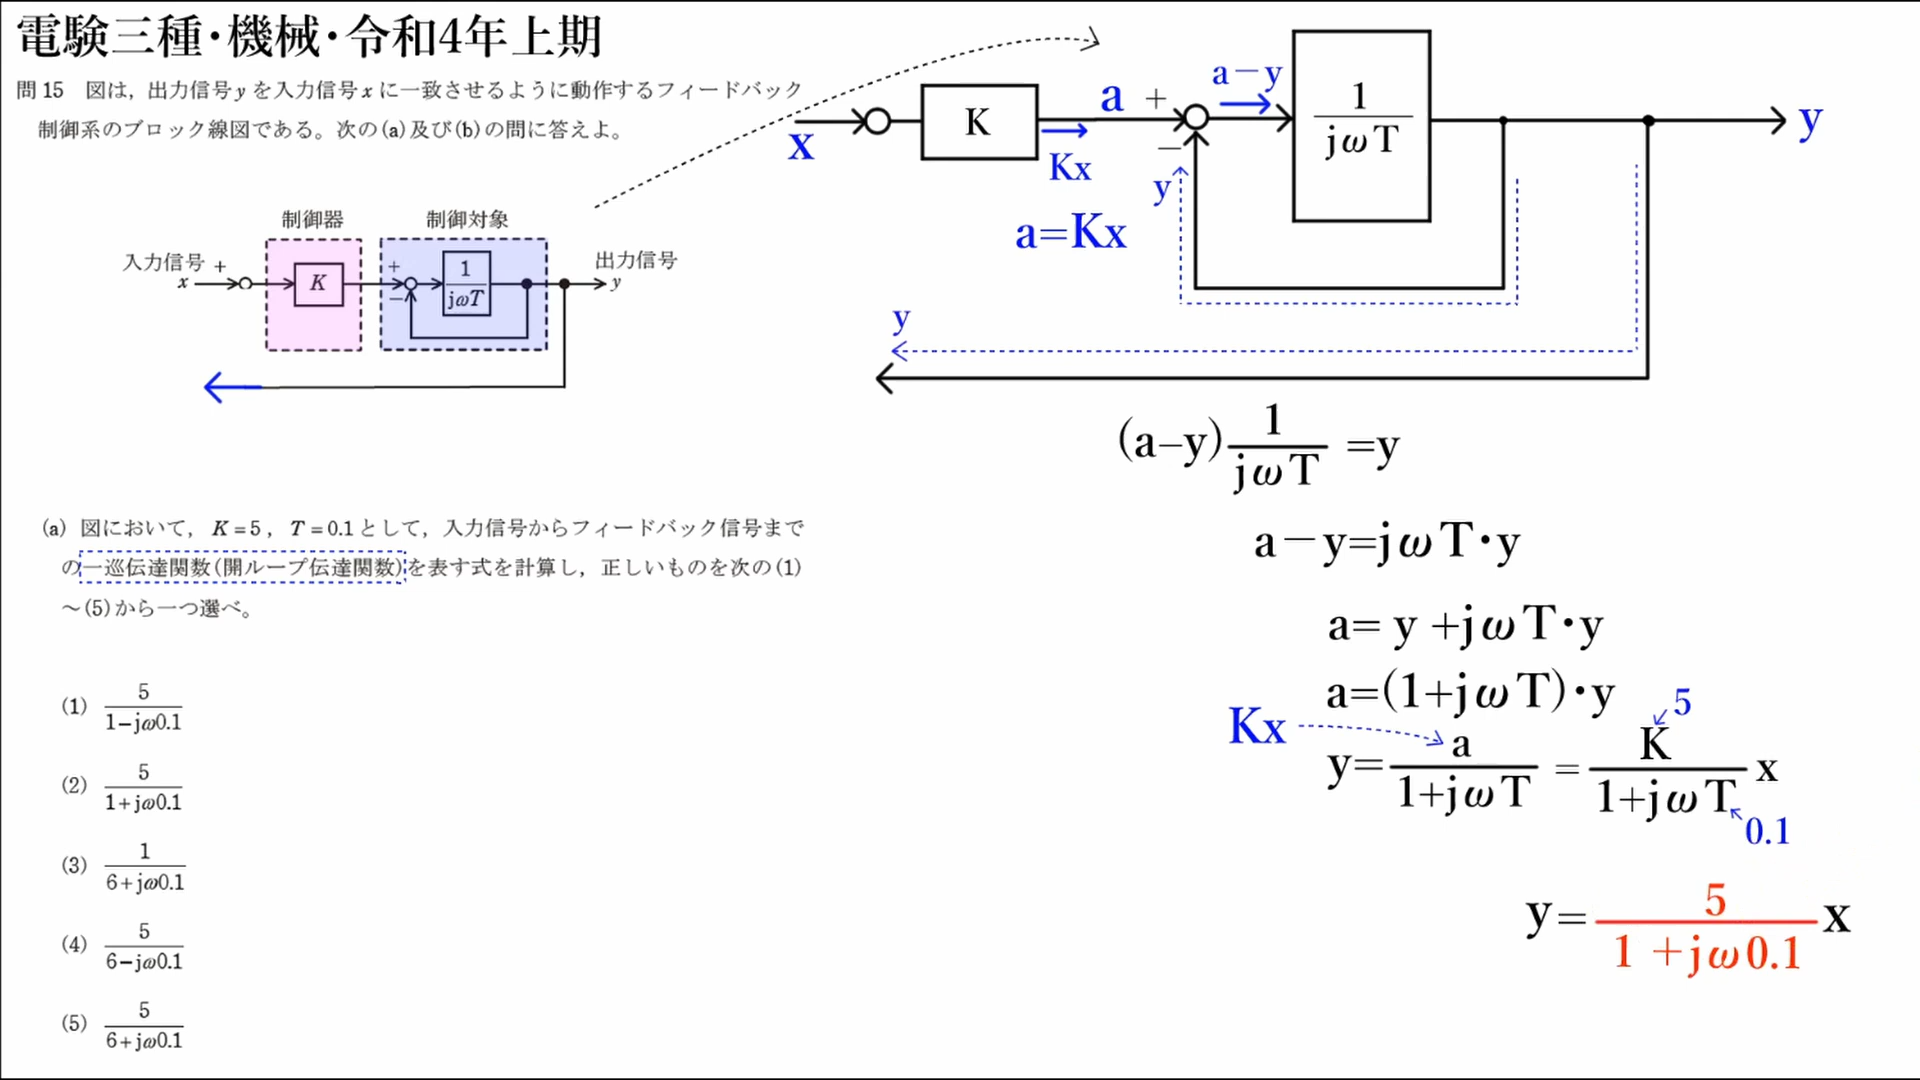 電験三種・機械・令和4年上期
問 15 図は，出力信号 y を入力信号 x に一致させるように動作するフィードバック
制御系のブロック線図である。次の(a)及び(b)の問に答えよ。
制御器
制御対象
入力信号 +
x
K
+
−
1
jωT
出力信号
y
(a) 図において， K＝5， T＝0.1 として，入力信号からフィードバック信号まで
の一巡伝達関数(開ループ伝達関数)を表す式を計算し，正しいものを次の(1)
～(5)から一つ選べ。
(1) 5
1−jω0.1
(2) 5
1+jω0.1
(3) 1
6+jω0.1
(4) 5
6−jω0.1
(5) 5
6+jω0.1
x
K
a
Kx
+
−
a−y
1
jωT
y
y
a=Kx
y
(a−y) 1
jωT
=y
a−y=jωT・y
a= y +jωT・y
a=(1+jωT)・y
Kx
y= a
1+jωT
= K
1+jωT
x
5
0.1
y= 5
1 +jω0.1
x